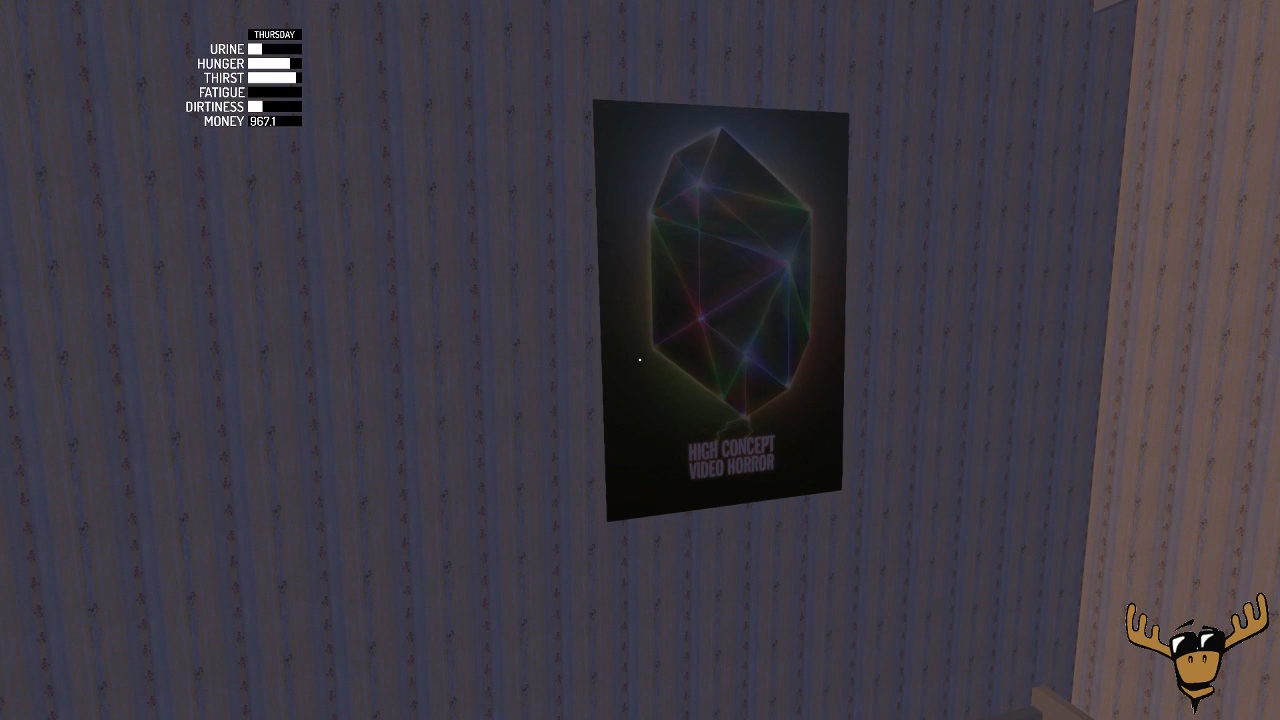 THURSDAY
URINE
HUNGER
THIRST
FATIGUE
DIRTINESS
MONEY 967.1
HIGH CONCEPT
VIDEO HORROR